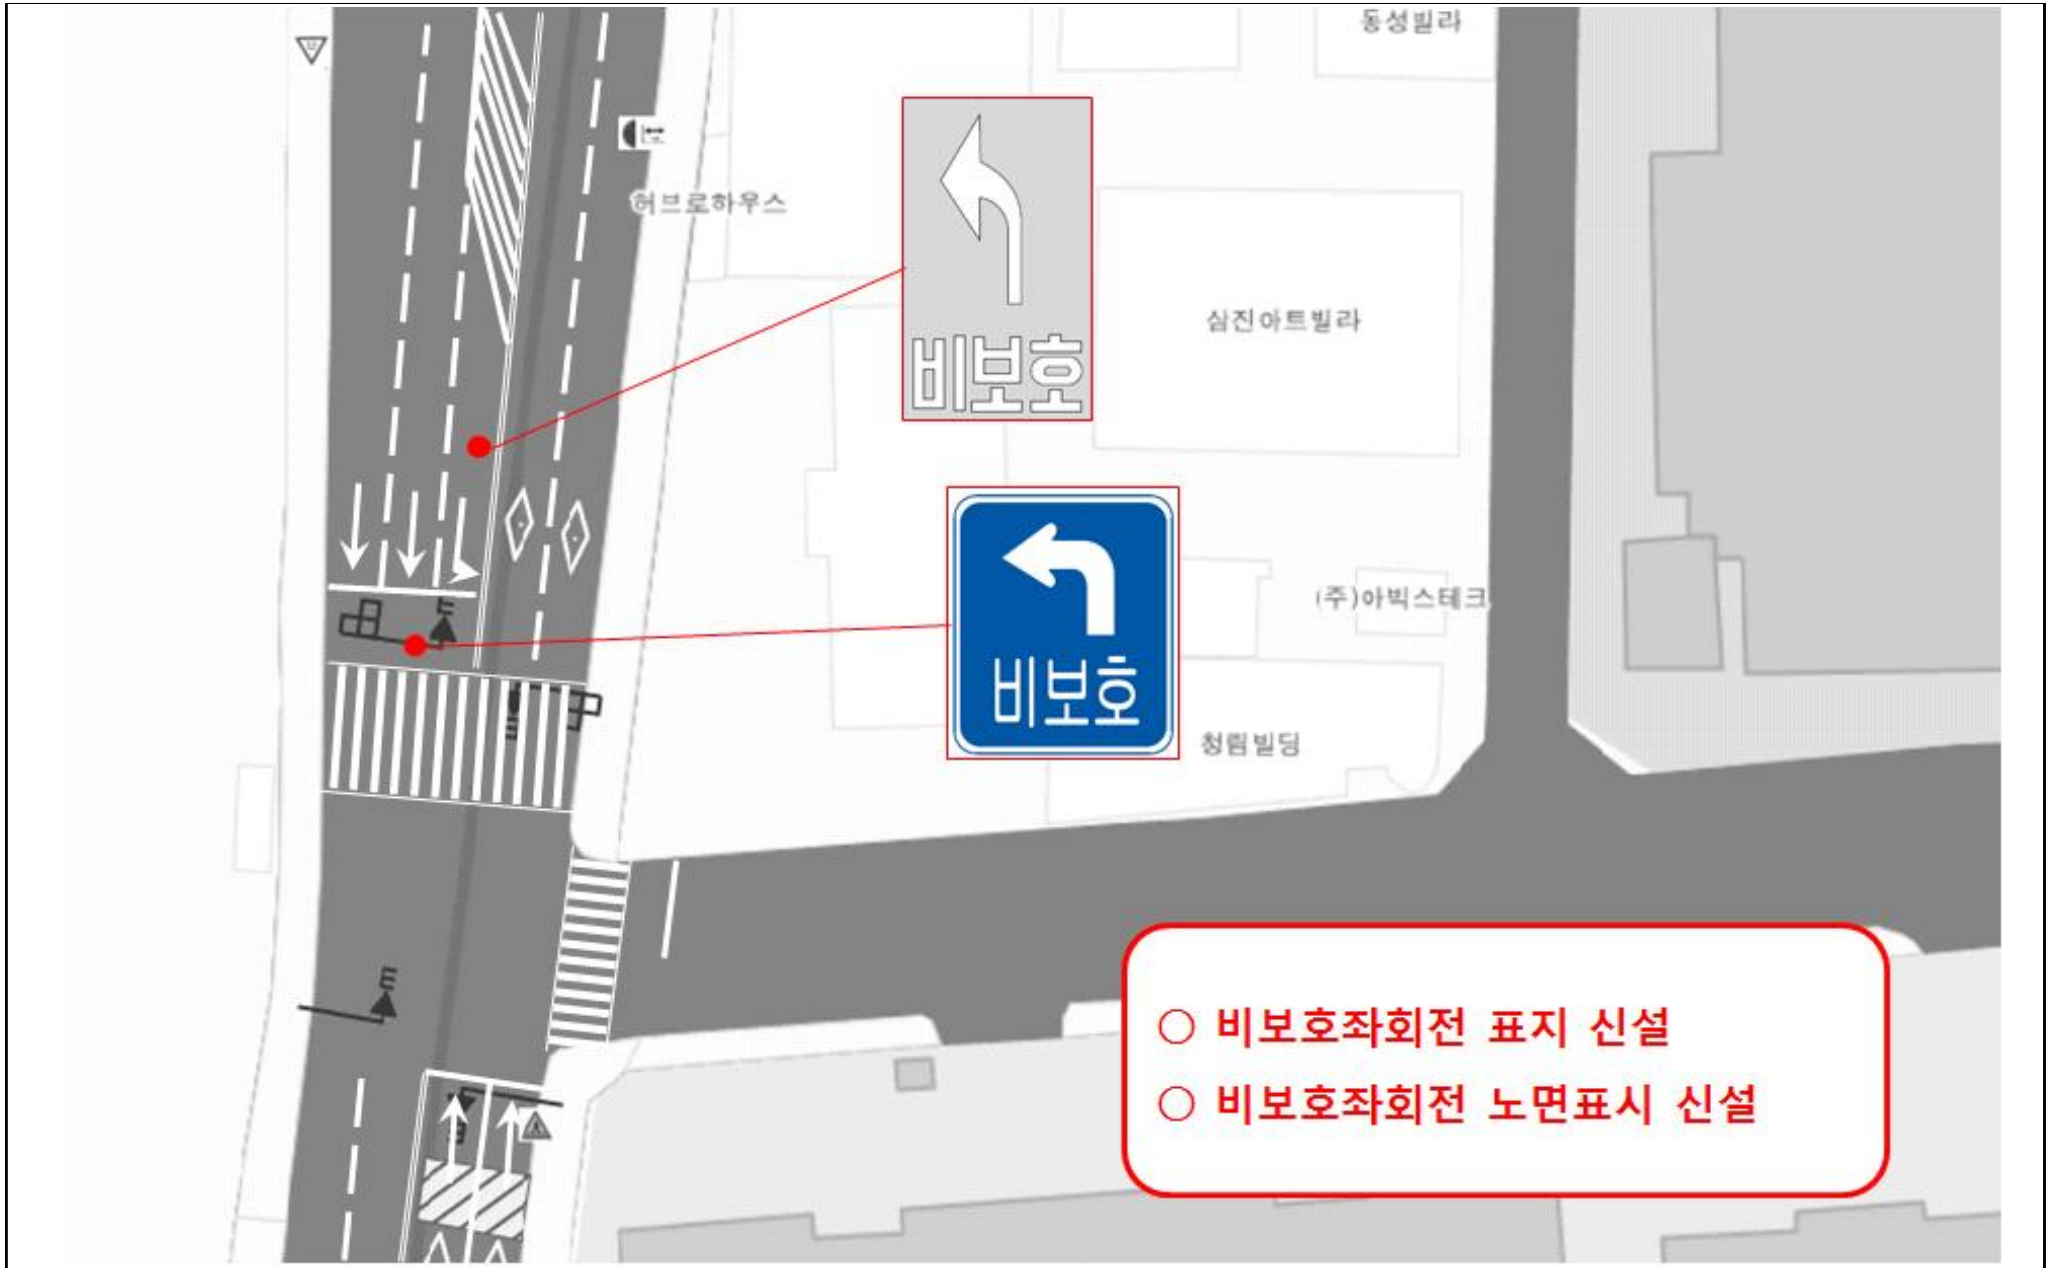 동성빌라
허브로하우스
비보호
삼진아트빌라
(주)아빅스테크
비보호
청림빌딩
○ 비보호좌회전 표지 신설
○ 비보호좌회전 노면표시 신설